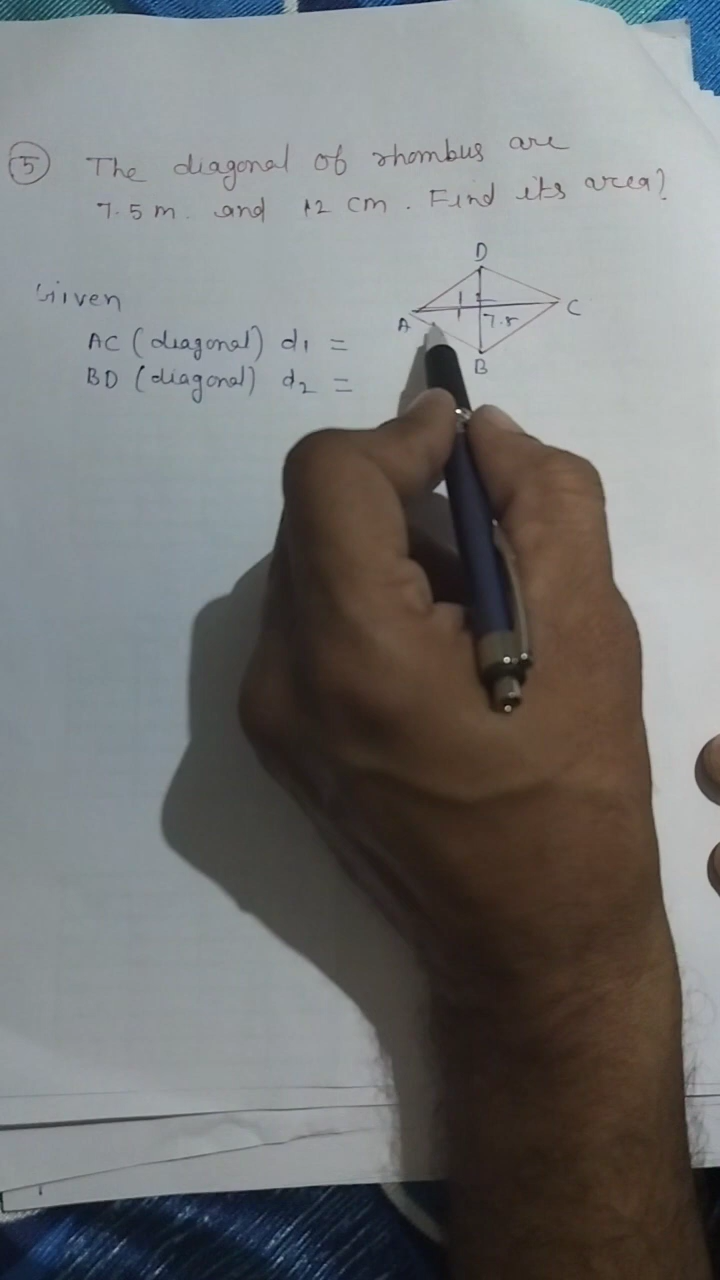 5 The diagonal of rhombus are
7.5 m. and 12 cm. Find its area?
Given
D
A
C
7.5
B
AC (diagonal) d1 =
BD (diagonal) d2 =